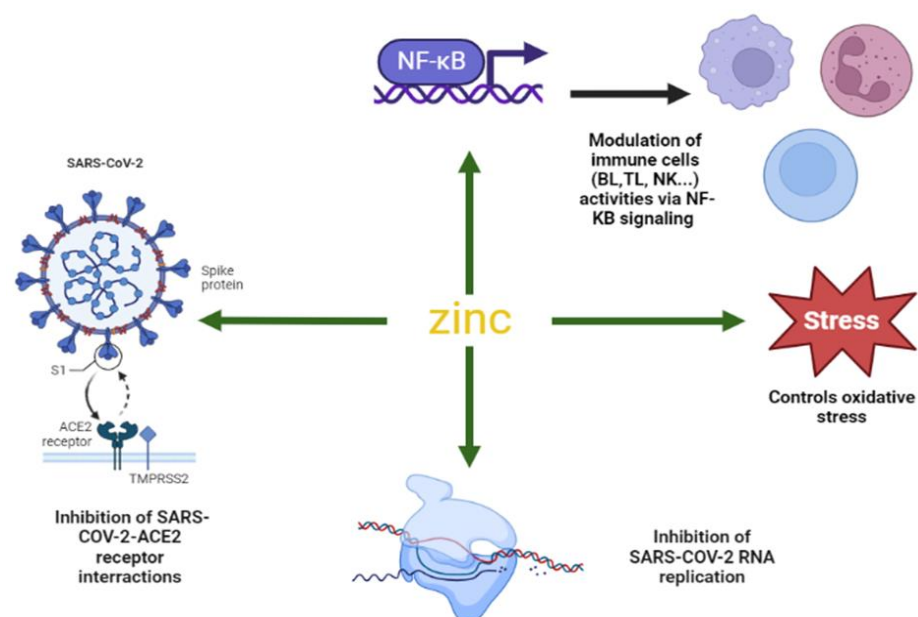 NF-κB
Modulation of
immune cells
(BL,TL, NK...)
activities via NF-
KB signaling
SARS-CoV-2
Spike
protein
S1
ACE2
receptor
TMPRSS2
Inhibition of SARS-
COV-2-ACE2
receptor
interractions
zinc
Stress
Controls oxidative
stress
Inhibition of
SARS-COV-2 RNA
replication